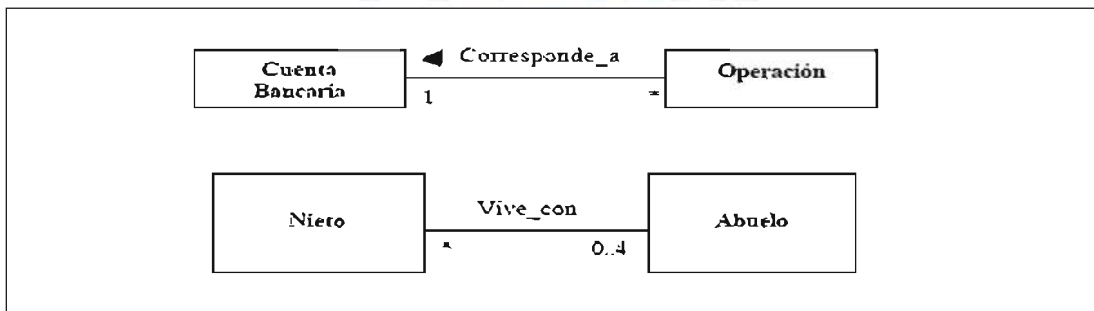 ◄ Corresponde_a
Cuenta
Bancaria
Operación
1
*
Nieto
Vive_con
Abuelo
*
0..4